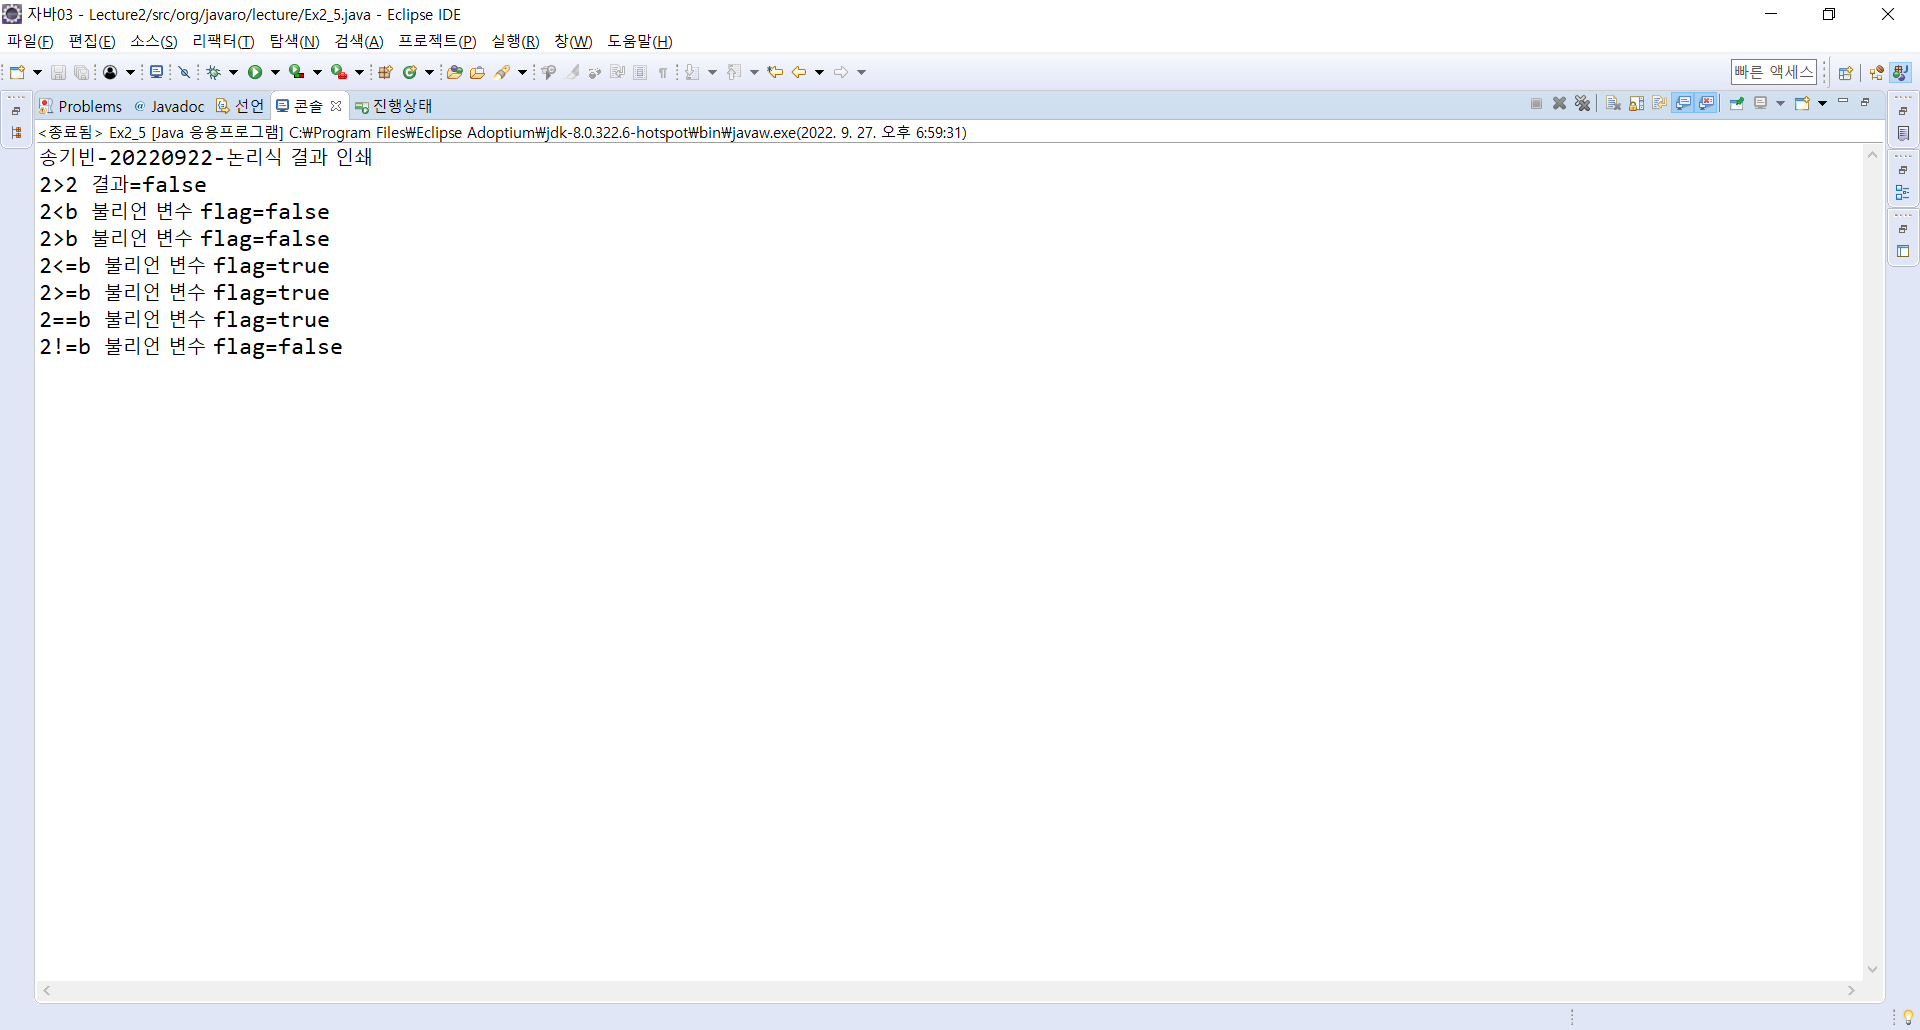 자바03 - Lecture2/src/org/javaro/lecture/Ex2_5.java - Eclipse IDE
파일(F) 편집(E) 소스(S) 리팩터(T) 탐색(N) 검색(A) 프로젝트(P) 실행(R) 창(W) 도움말(H)
빠른 액세스
Problems @ Javadoc 선언 콘솔 진행상태
<종료됨> Ex2_5 [Java 응용프로그램] C:₩Program Files₩Eclipse Adoptium₩jdk-8.0.322.6-hotspot₩bin₩javaw.exe(2022. 9. 27. 오후 6:59:31)
송기빈-20220922-논리식 결과 인쇄
2>2 결과=false
2<b 불리언 변수 flag=false
2>b 불리언 변수 flag=false
2<=b 불리언 변수 flag=true
2>=b 불리언 변수 flag=true
2==b 불리언 변수 flag=true
2!=b 불리언 변수 flag=false